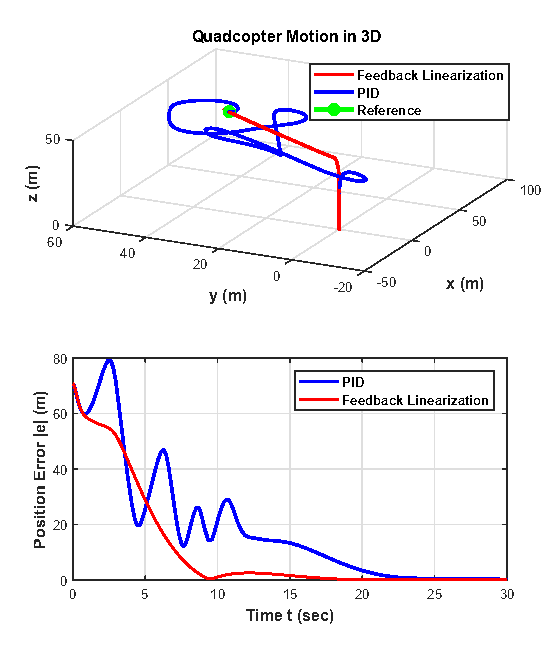 Quadcopter Motion in 3D
Feedback Linearization
PID
Reference
50
0
z (m)
60
40
20
0
-20
y (m)
-50
0
50
100
x (m)
80
60
40
20
0
Position Error |e| (m)
PID
Feedback Linearization
0
5
10
15
20
25
30
Time t (sec)